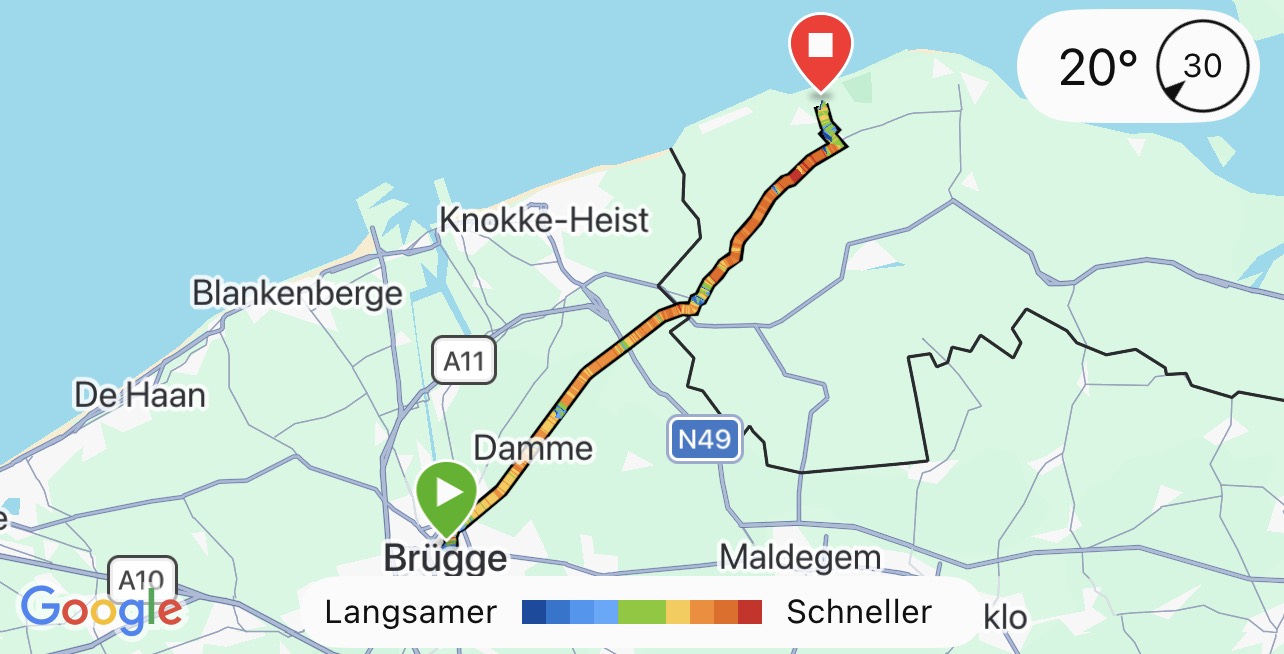 20° 30
Knokke-Heist
Blankenberge
A11
De Haan
N49
Damme
e
Brügge
Maldegem
A10
Google
Langsamer Schneller
klo